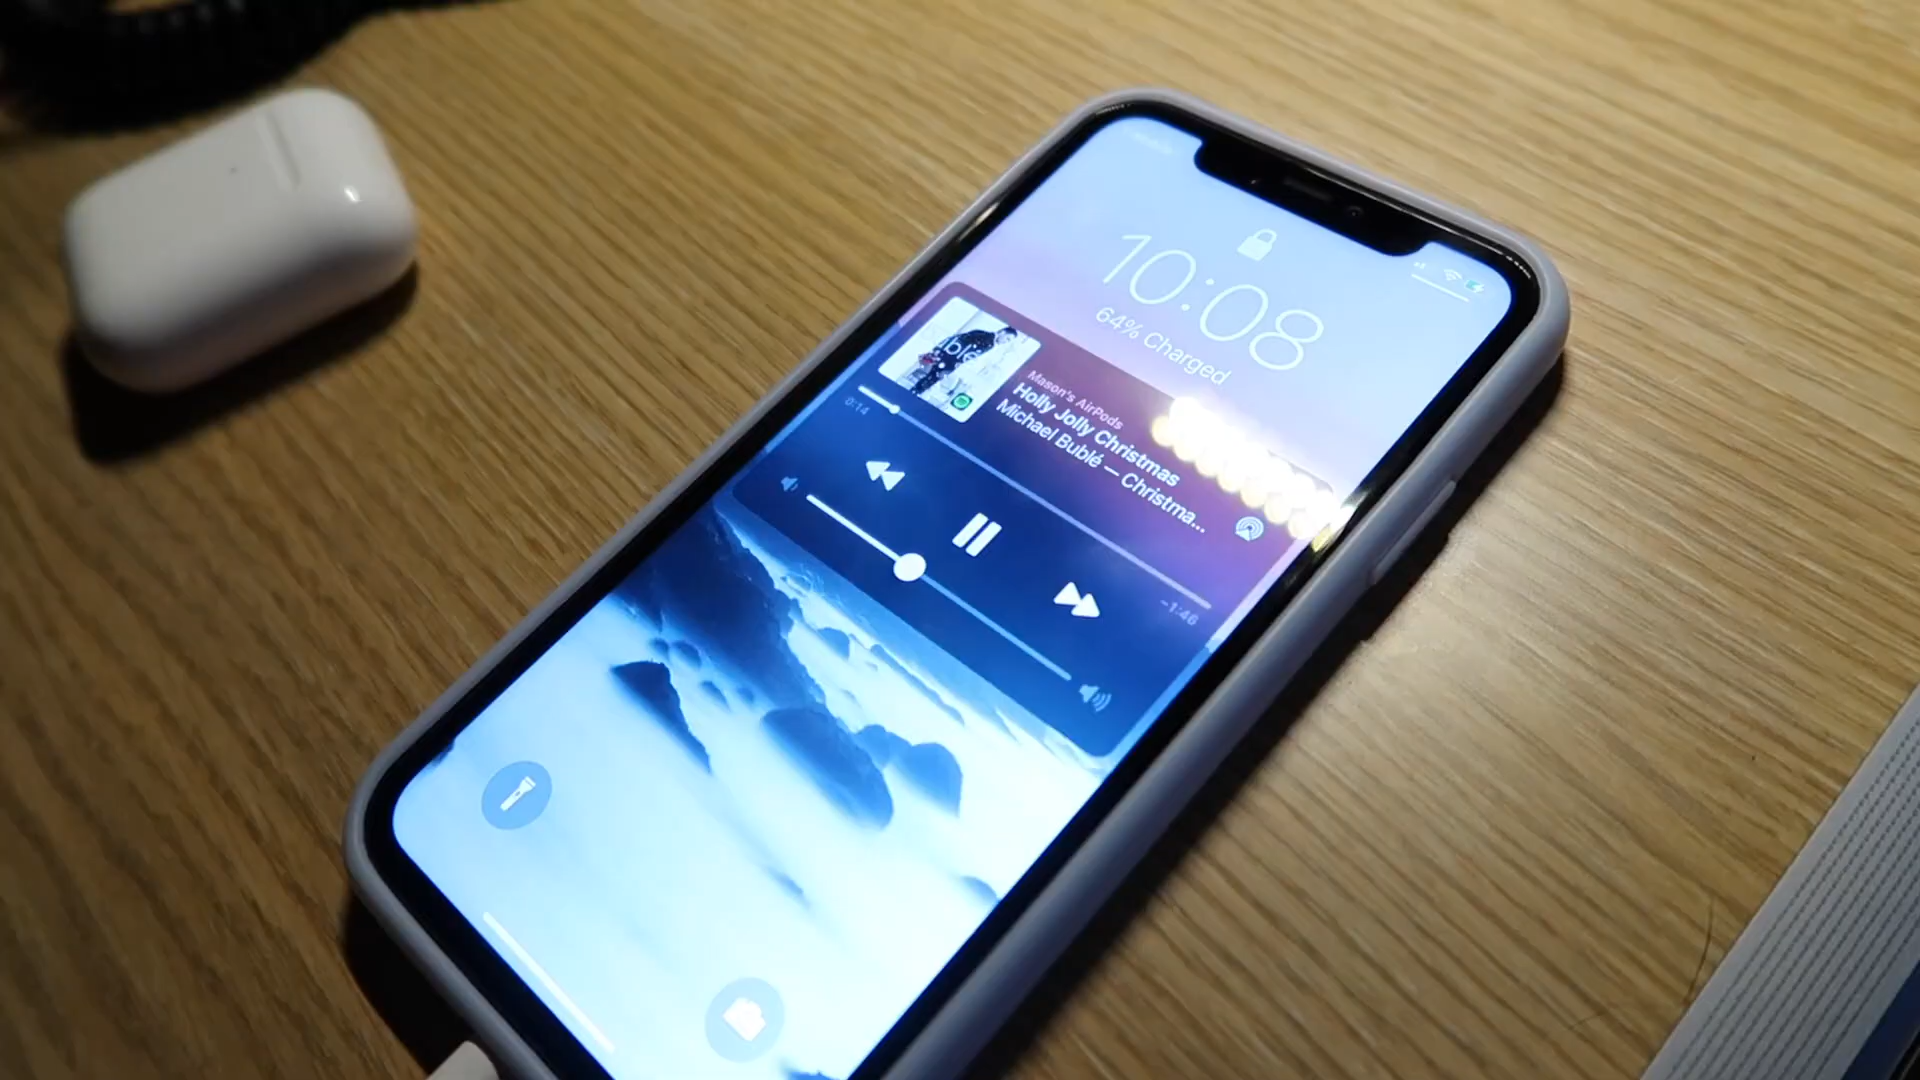 10:08
64% Charged
Mason's AirPods
Holly Jolly Christmas
Michael Bublé — Christma...
0:14
-1:46